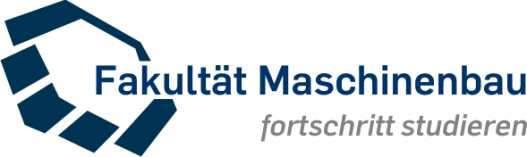 Fakultät Maschinenbau
fortschritt studieren